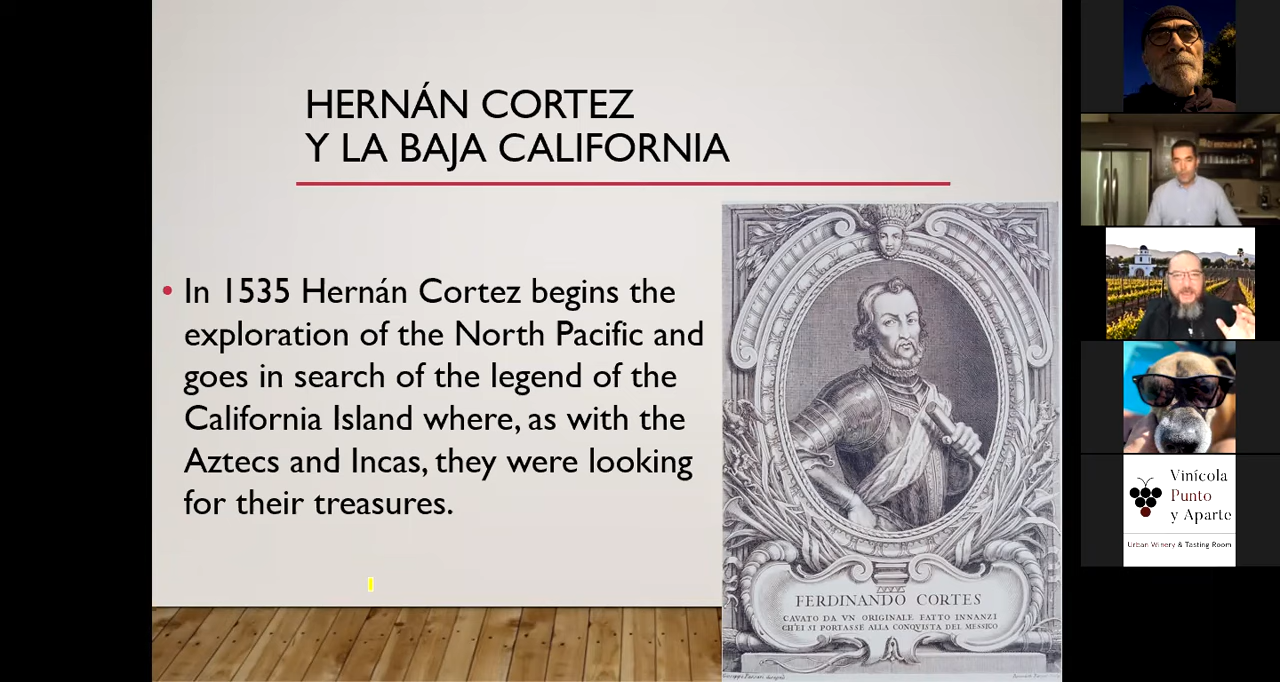 HERNÁN CORTEZ
Y LA BAJA CALIFORNIA
• In 1535 Hernán Cortez begins the
exploration of the North Pacific and
goes in search of the legend of the
California Island where, as with the
Aztecs and Incas, they were looking
for their treasures.
FERDINANDO CORTES
CAVATO DA VN ORIGINALE FATTO INNANZI
CH'EI SI PORTASSE ALLA CONQVISTA DEL MESSICO
Vinícola
Punto
y Aparte
Urban Winery & Tasting Room